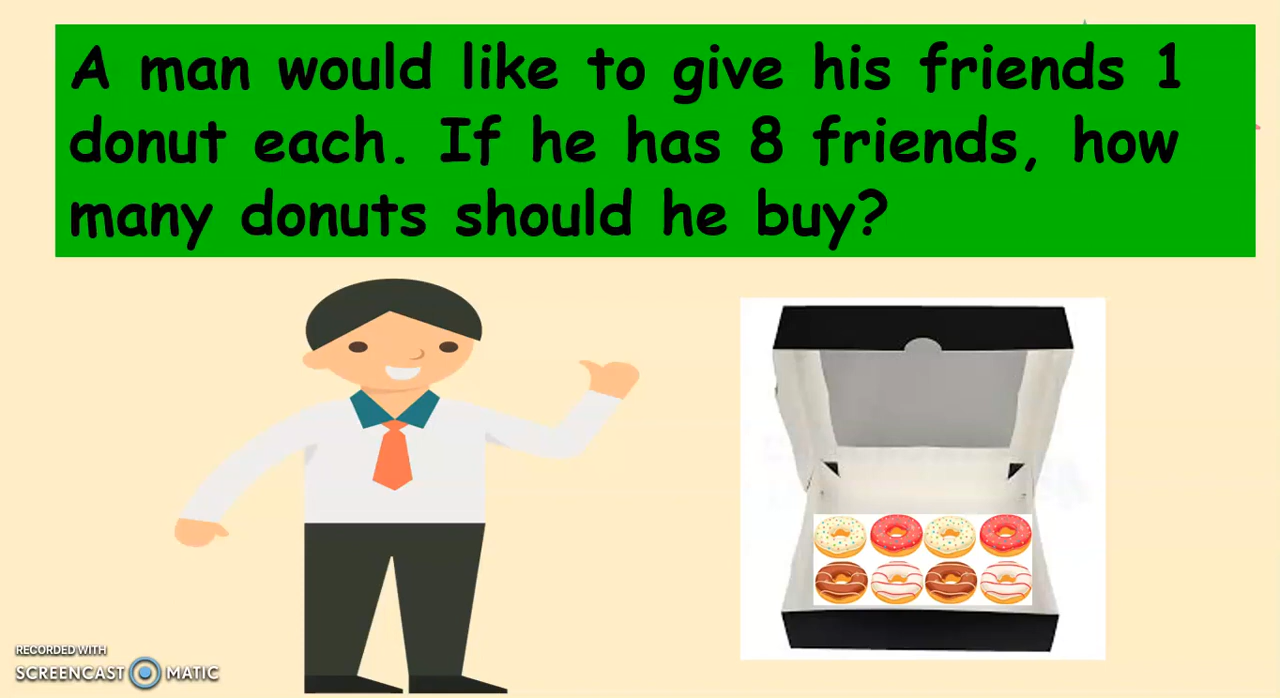 A man would like to give his friends 1
donut each. If he has 8 friends, how
many donuts should he buy?
RECORDED WITH
SCREENCAST MATIC